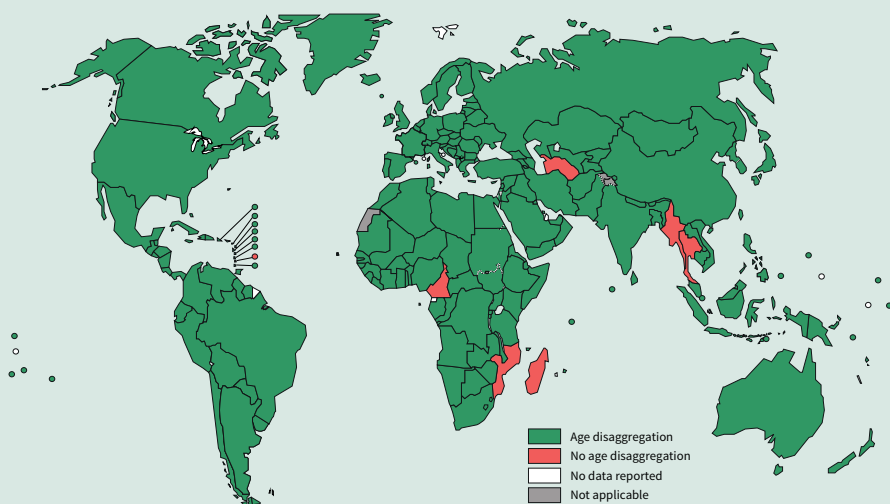 Age disaggregation
No age disaggregation
No data reported
Not applicable